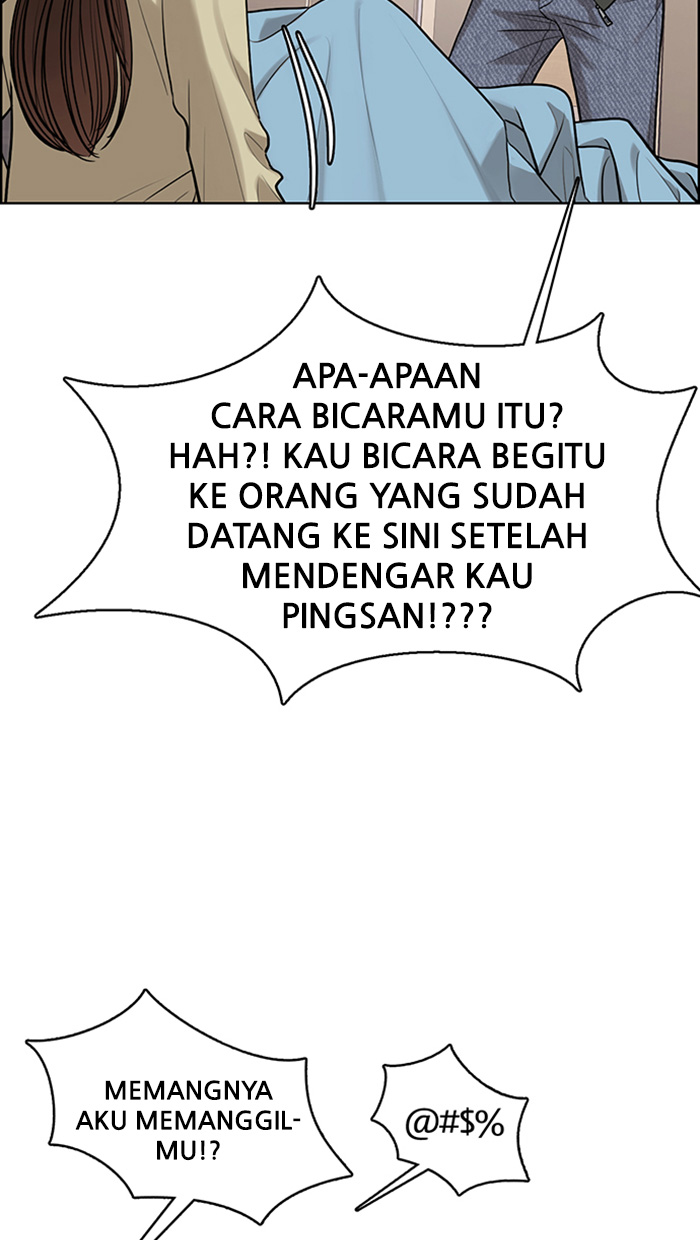 APA-APAAN
CARA BICARAMU ITU?
HAH?! KAU BICARA BEGITU
KE ORANG YANG SUDAH
DATANG KE SINI SETELAH
MENDENGAR KAU
PINGSAN!???
MEMANGNYA
AKU MEMANGGIL-
MU!?
@#$%